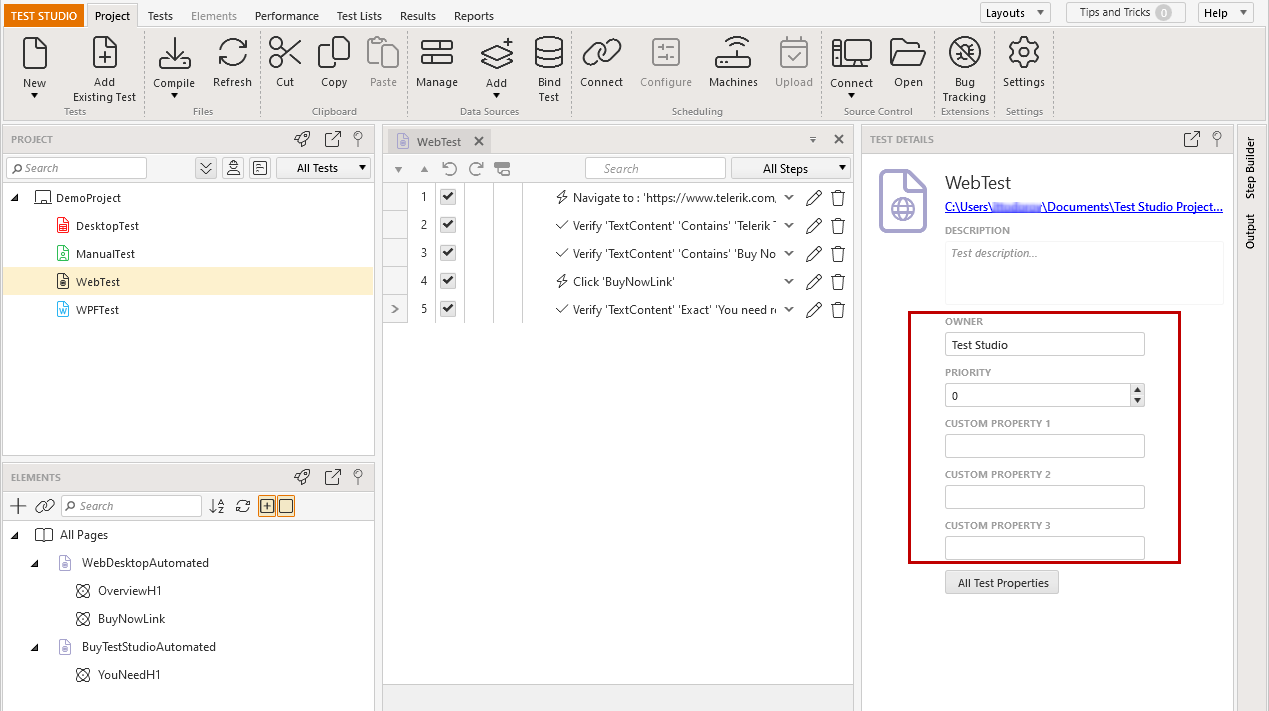 TEST STUDIO Project Tests Elements Performance Test Lists Results Reports Layouts Tips and Tricks 0 Help
New Add Existing Test Compile Refresh Cut Copy Paste Manage Add Bind Test Connect Configure Machines Upload Connect Open Bug Tracking Settings
Tests Files Clipboard Data Sources Scheduling Source Control Extensions Settings
PROJECT
Search All Tests
DemoProject
DesktopTest
ManualTest
WebTest
WPFTest
ELEMENTS
Search
All Pages
WebDesktopAutomated
OverviewH1
BuyNowLink
BuyTestStudioAutomated
YouNeedH1
WebTest
Search All Steps
1 Navigate to : 'https://www.telerik.com,
2 Verify 'TextContent' 'Contains' 'Telerik T
3 Verify 'TextContent' 'Contains' 'Buy No
4 Click 'BuyNowLink'
5 Verify 'TextContent' 'Exact' 'You need r
TEST DETAILS
WebTest
C:\Users\ \Documents\Test Studio Project...
DESCRIPTION
Test description...
OWNER
Test Studio
PRIORITY
0
CUSTOM PROPERTY 1
CUSTOM PROPERTY 2
CUSTOM PROPERTY 3
All Test Properties
Step Builder
Output